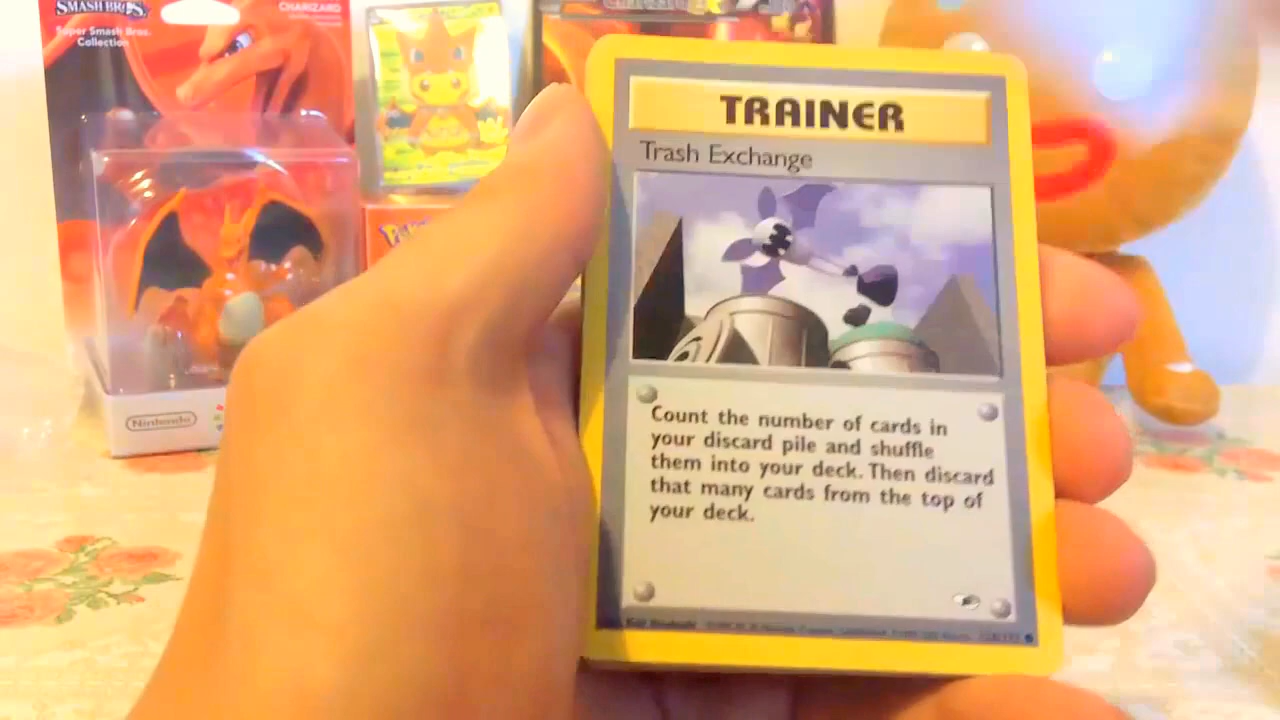 SMASH BROS.
Super Smash Bros.
Collection
CHARIZARD
Nintendo
TRAINER
Trash Exchange
Count the number of cards in
your discard pile and shuffle
them into your deck. Then discard
that many cards from the top of
your deck.